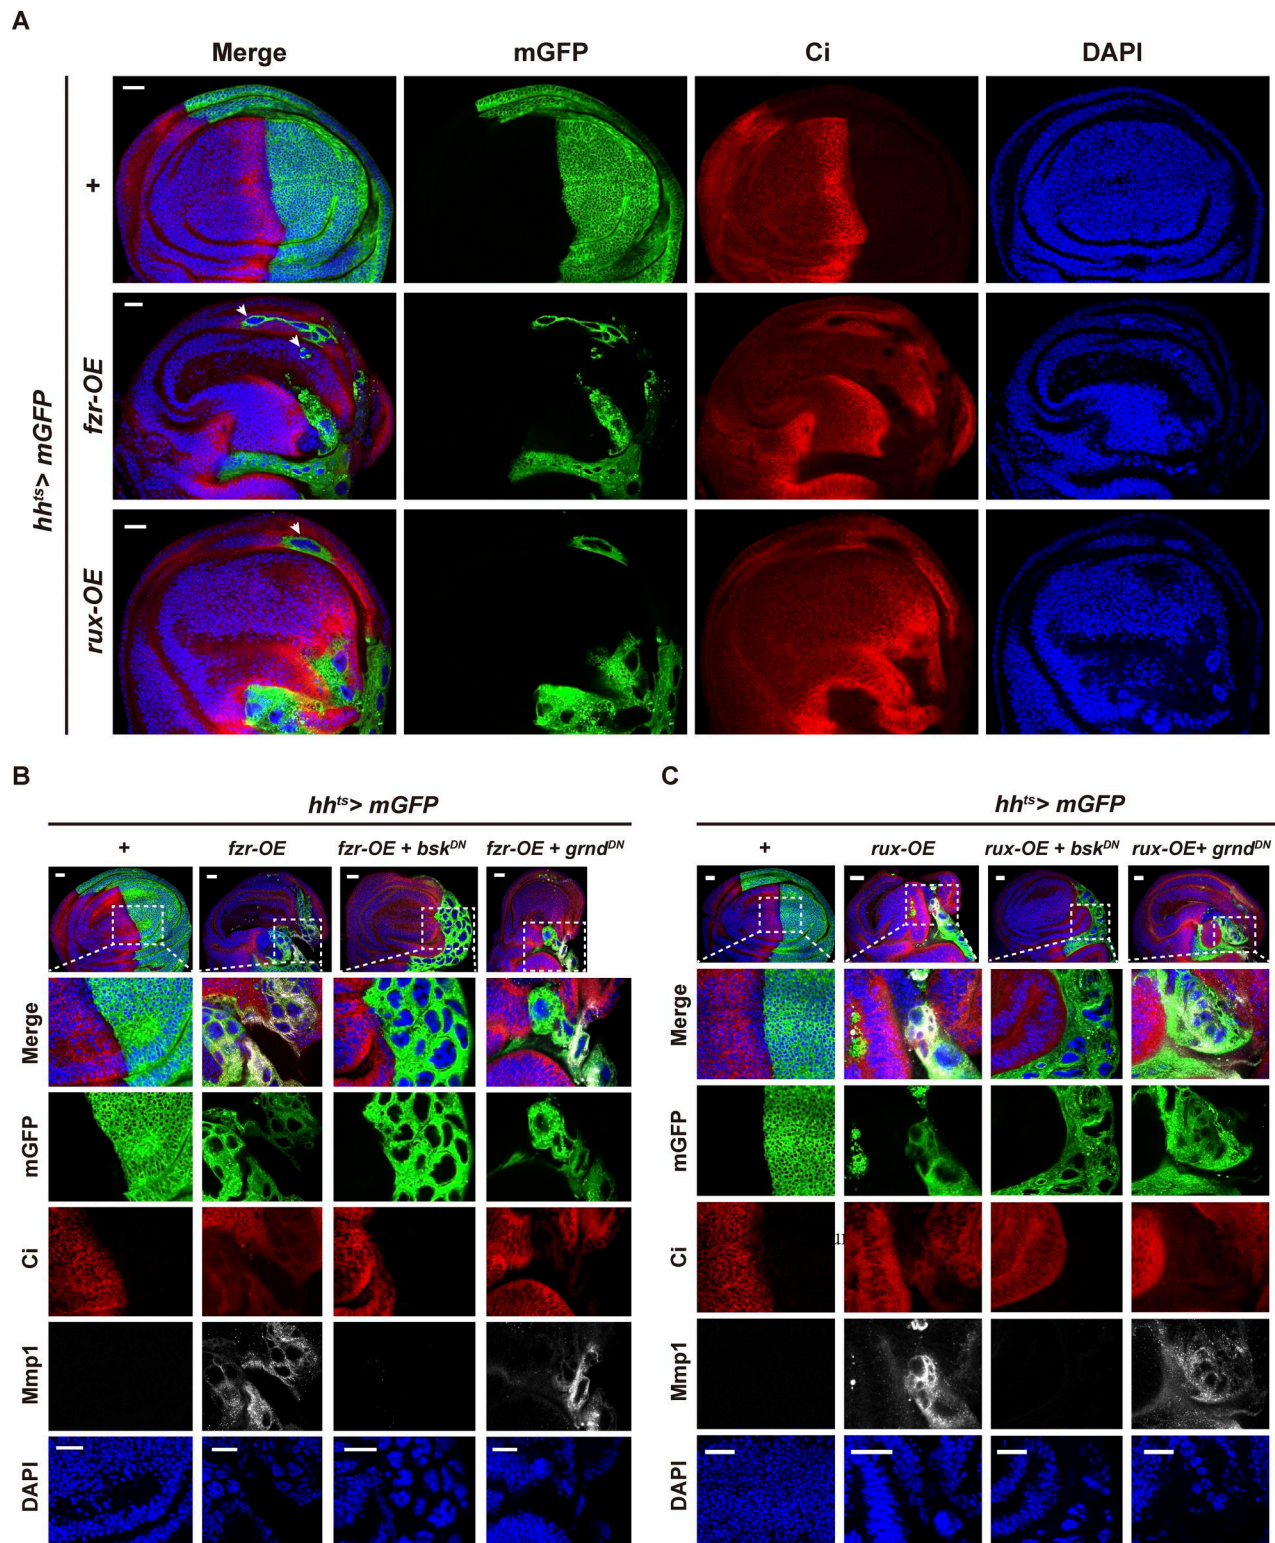 A
Merge mGFP Ci DAPI
hhᵗˢ> mGFP
+
fzr-OE
rux-OE
B
hhᵗˢ> mGFP
+ fzr-OE fzr-OE + bskᴰᴺ fzr-OE + grndᴰᴺ
Merge
mGFP
Ci
Mmp1
DAPI
C
hhᵗˢ> mGFP
+ rux-OE rux-OE + bskᴰᴺ rux-OE+ grndᴰᴺ
Merge
mGFP
Ci
Mmp1
DAPI